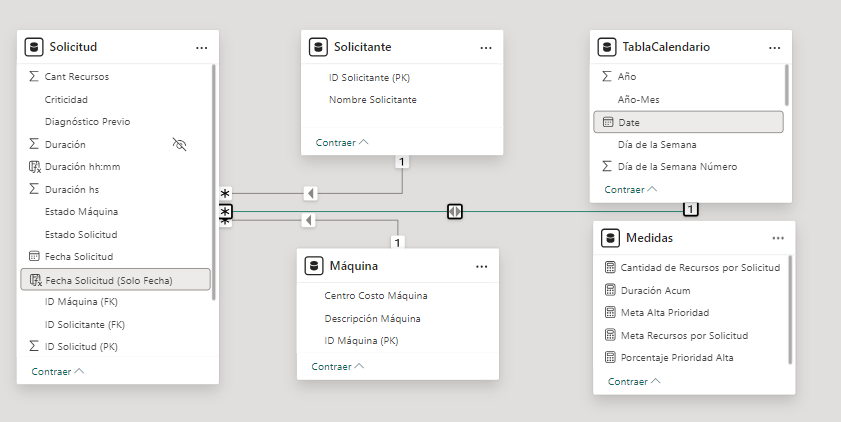 Solicitud
Cant Recursos
Criticidad
Diagnóstico Previo
Duración
Duración hh:mm
Duración hs
Estado Máquina
Estado Solicitud
Fecha Solicitud
Fecha Solicitud (Solo Fecha)
ID Máquina (FK)
ID Solicitante (FK)
ID Solicitud (PK)
Contraer
Solicitante
ID Solicitante (PK)
Nombre Solicitante
Contraer
1
*
*
*
1
1
Máquina
Centro Costo Máquina
Descripción Máquina
ID Máquina (PK)
Contraer
TablaCalendario
Año
Año-Mes
Date
Día de la Semana
Día de la Semana Número
Contraer
Medidas
Cantidad de Recursos por Solicitud
Duración Acum
Meta Alta Prioridad
Meta Recursos por Solicitud
Porcentaje Prioridad Alta
Contraer